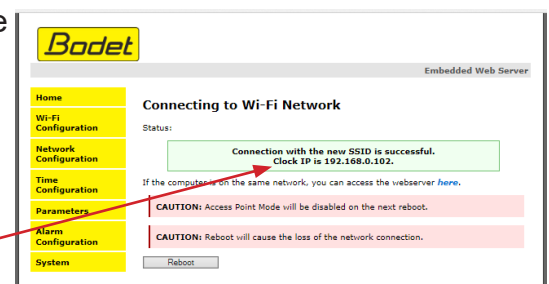 e
Bodet
Embedded Web Server
Home
Wi-Fi
Configuration
Network
Configuration
Time
Configuration
Parameters
Alarm
Configuration
System
Connecting to Wi-Fi Network
Status:
Connection with the new SSID is successful.
Clock IP is 192.168.0.102.
If the computer is on the same network, you can access the webserver here.
CAUTION: Access Point Mode will be disabled on the next reboot.
CAUTION: Reboot will cause the loss of the network connection.
Reboot